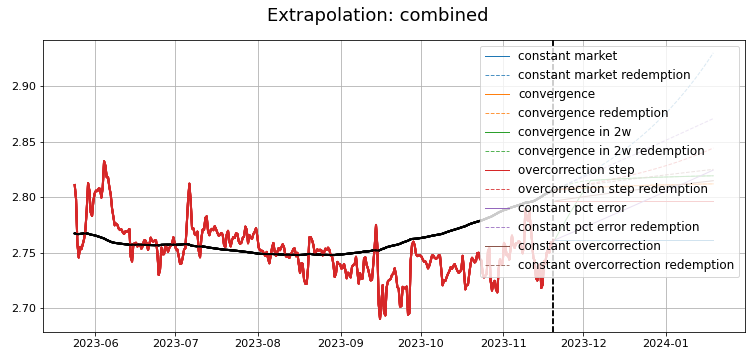 Extrapolation: combined
constant market
constant market redemption
convergence
convergence redemption
convergence in 2w
convergence in 2w redemption
overcorrection step
overcorrection step redemption
constant pct error
constant pct error redemption
constant overcorrection
constant overcorrection redemption
2.90
2.85
2.80
2.75
2.70
2023-06 2023-07 2023-08 2023-09 2023-10 2023-11 2023-12 2024-01